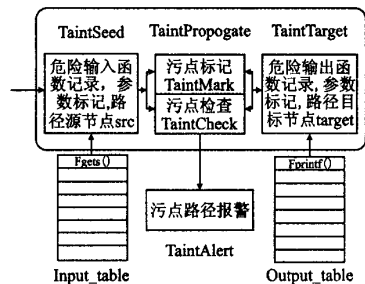 TaintSeed
TaintPropogate
TaintTarget
危险输入函
数记录，参
数标记,路
径源节点src
污点标记
TaintMark
污点检查
TaintCheck
危险输出函
数记录,参数
标记,路径目
标节点target
Fgets()
Fprintf()
污点路径报警
TaintAlert
Input_table
Output_table